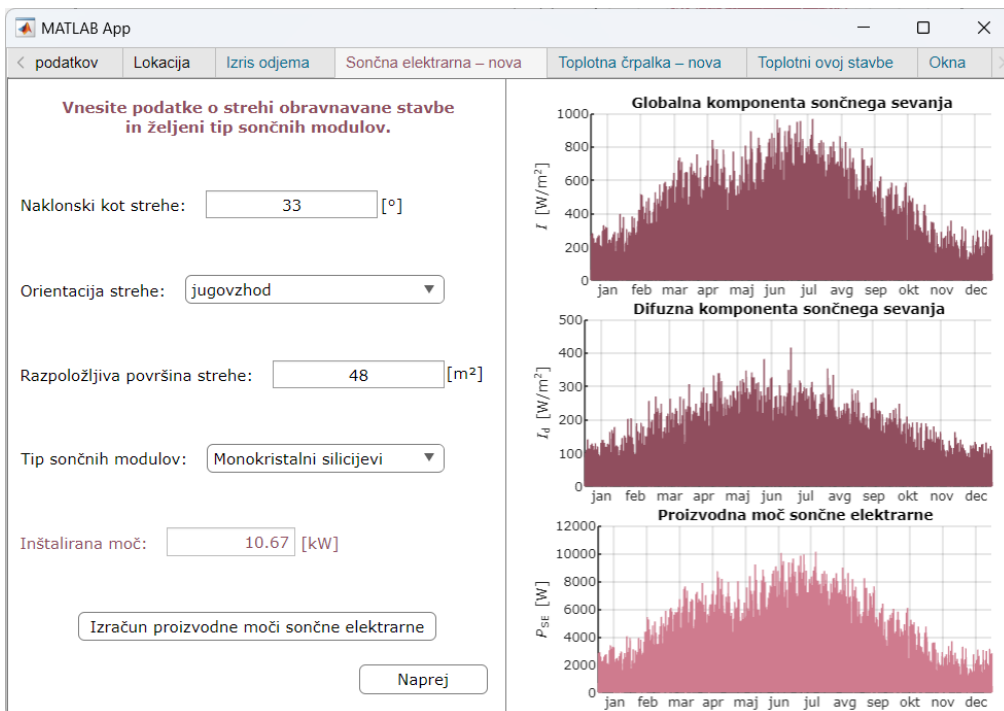 MATLAB App
podatkov
Lokacija
Izris odjema
Sončna elektrarna – nova
Toplotna črpalka – nova
Toplotni ovoj stavbe
Okna
Vnesite podatke o strehi obravnavane stavbe
in željeni tip sončnih modulov.
Naklonski kot strehe: 33 [°]
Orientacija strehe: jugovzhod
Razpoložljiva površina strehe: 48 [m²]
Tip sončnih modulov: Monokristalni silicijevi
Inštalirana moč: 10.67 [kW]
Izračun proizvodne moči sončne elektrarne
Naprej
Globalna komponenta sončnega sevanja
1000
800
600
400
200
0
I [W/m²]
jan feb mar apr maj jun jul avg sep okt nov dec
Difuzna komponenta sončnega sevanja
500
400
300
200
100
0
I_d [W/m²]
jan feb mar apr maj jun jul avg sep okt nov dec
Proizvodna moč sončne elektrarne
12000
10000
8000
6000
4000
2000
0
P_SE [W]
jan feb mar apr maj jun jul avg sep okt nov dec